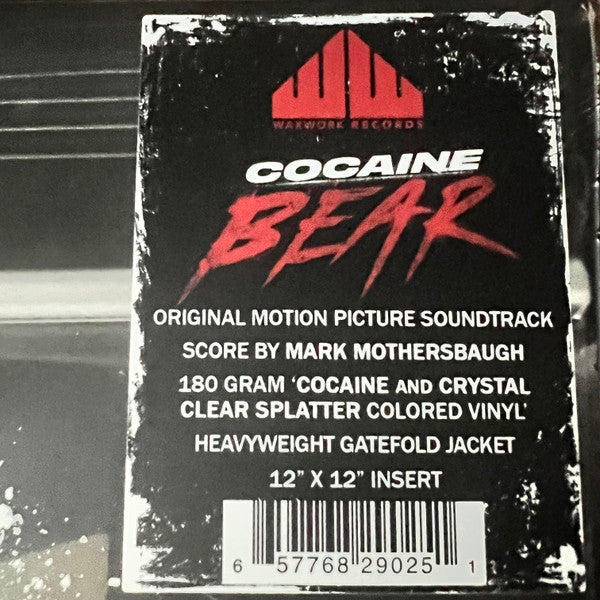 WAXWORK RECORDS
COCAINE
BEAR
ORIGINAL MOTION PICTURE SOUNDTRACK
SCORE BY MARK MOTHERSBAUGH
180 GRAM ‘COCAINE AND CRYSTAL
CLEAR SPLATTER COLORED VINYL’
HEAVYWEIGHT GATEFOLD JACKET
12” X 12” INSERT
6 57768 29025 1